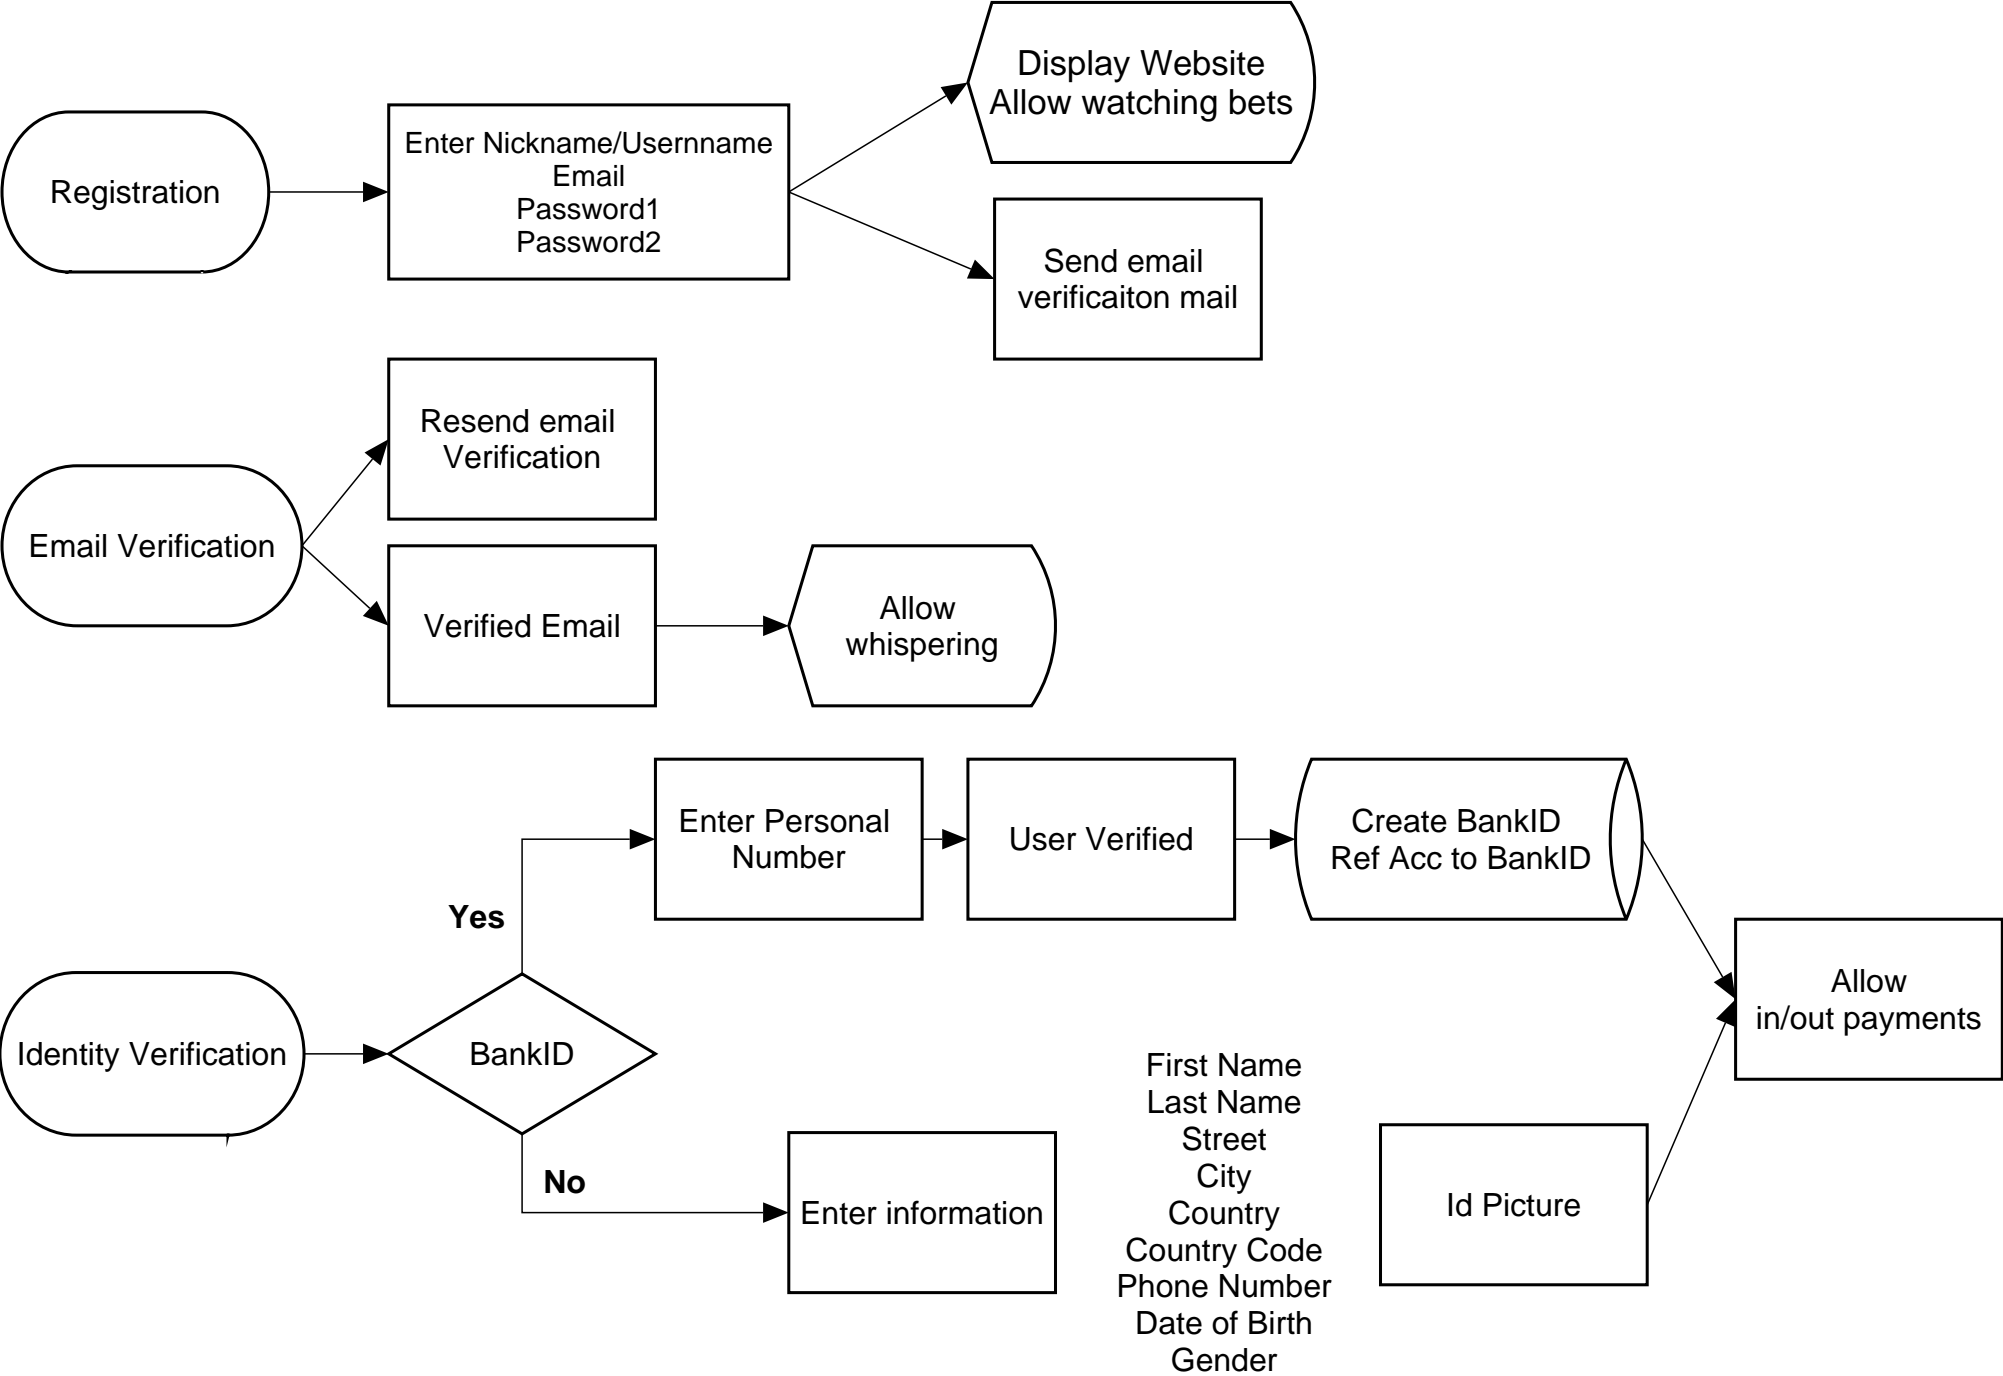 Display Website
Allow watching bets
Registration
Enter Nickname/Usernname
Email
Password1
Password2
Send email
verificaiton mail
Resend email
Verification
Email Verification
Verified Email
Allow
whispering
Enter Personal
Number
User Verified
Create BankID
Ref Acc to BankID
Yes
Allow
in/out payments
Identity Verification
BankID
No
Enter information
First Name
Last Name
Street
City
Country
Country Code
Phone Number
Date of Birth
Gender
Id Picture